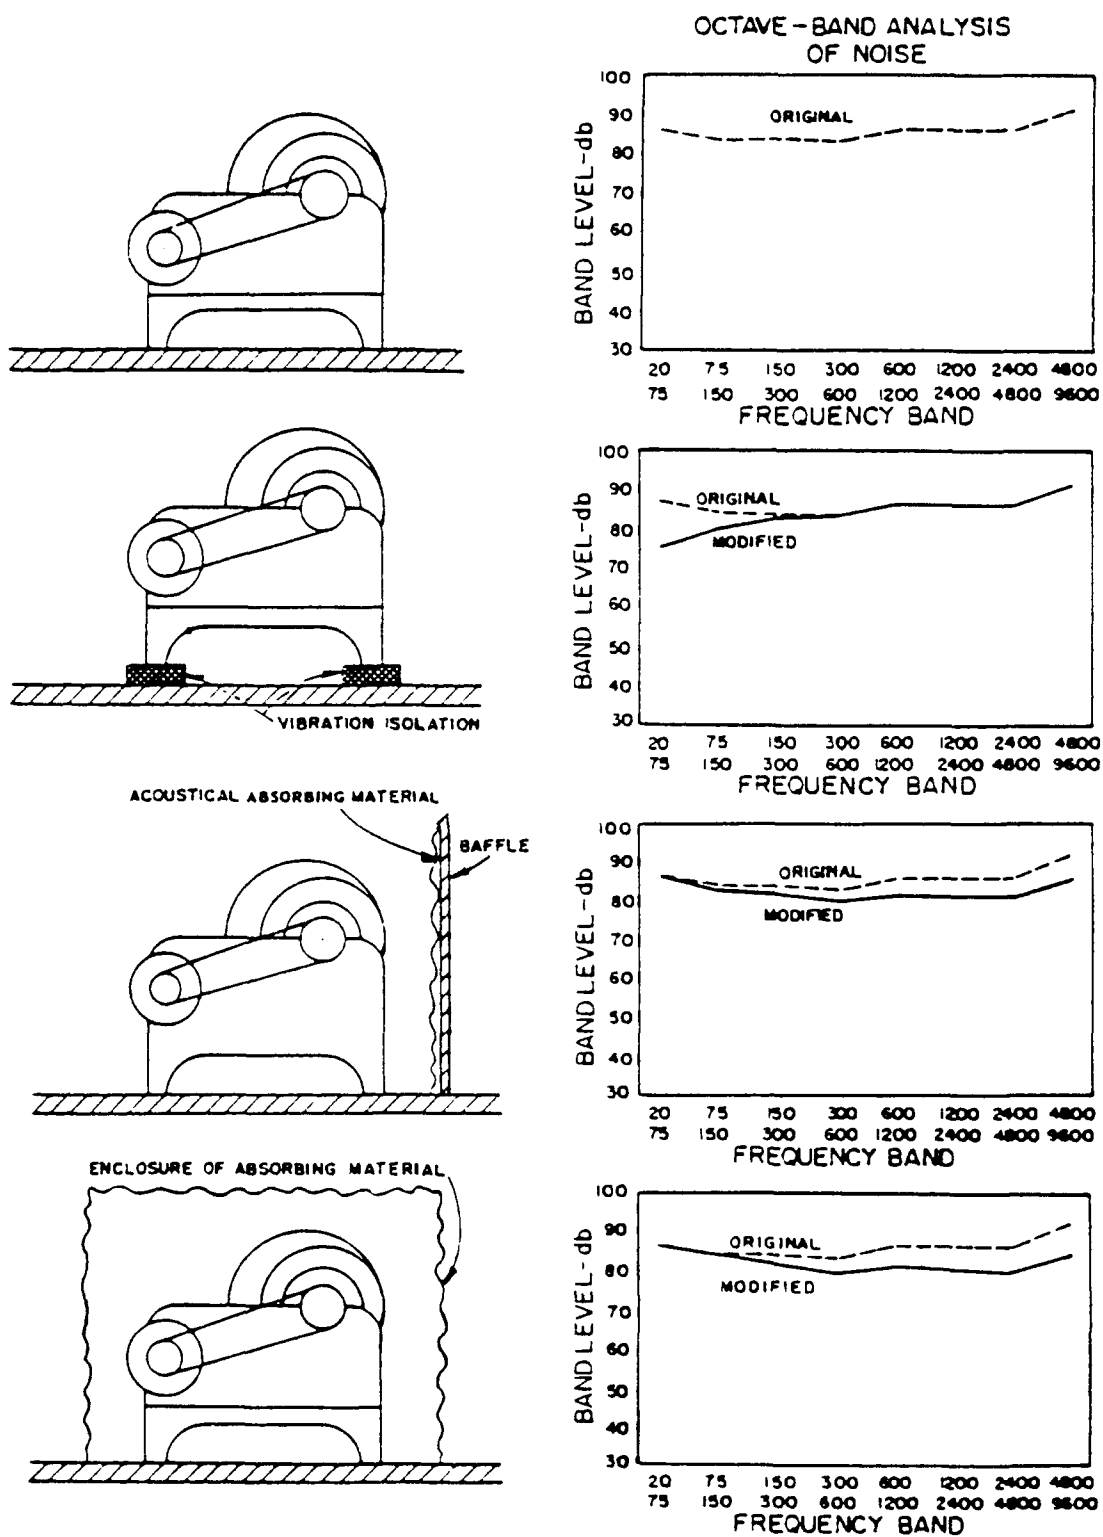 OCTAVE-BAND ANALYSIS
OF NOISE
BAND LEVEL-db
100
90
80
70
60
50
40
30
ORIGINAL
20 75 150 300 600 1200 2400 4800
75 150 300 600 1200 2400 4800 9600
FREQUENCY BAND
VIBRATION ISOLATION
BAND LEVEL-db
100
90
80
70
60
50
40
30
ORIGINAL
MODIFIED
20 75 150 300 600 1200 2400 4800
75 150 300 600 1200 2400 4800 9600
FREQUENCY BAND
ACOUSTICAL ABSORBING MATERIAL
BAFFLE
BAND LEVEL-db
100
90
80
70
60
50
40
30
ORIGINAL
MODIFIED
20 75 150 300 600 1200 2400 4800
75 150 300 600 1200 2400 4800 9600
FREQUENCY BAND
ENCLOSURE OF ABSORBING MATERIAL
BAND LEVEL-db
100
90
80
70
60
50
40
30
ORIGINAL
MODIFIED
20 75 150 300 600 1200 2400 4800
75 150 300 600 1200 2400 4800 9600
FREQUENCY BAND